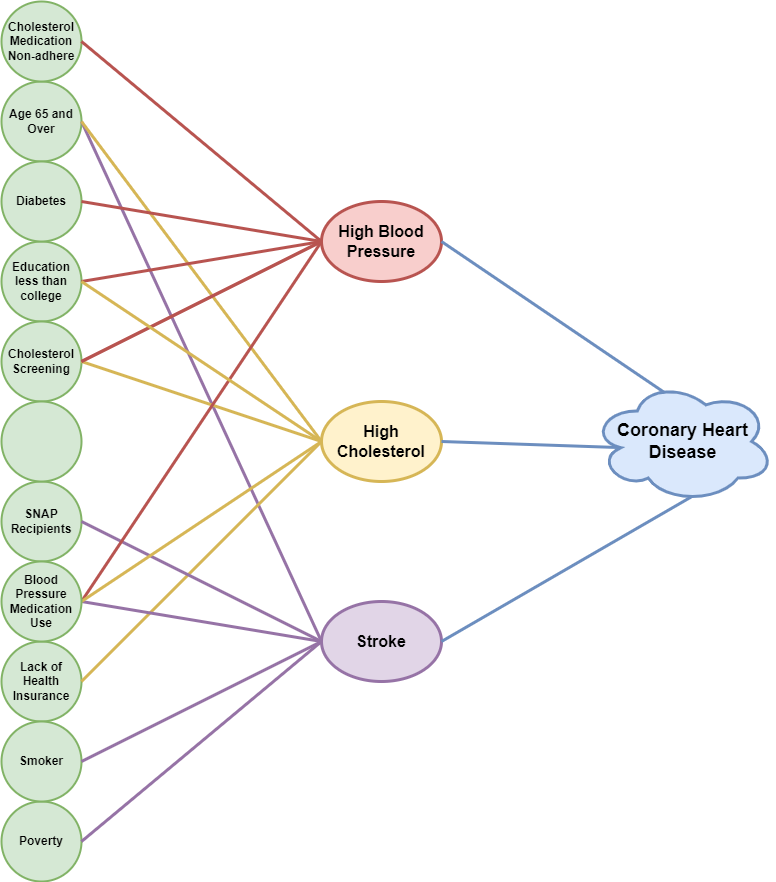 Cholesterol
Medication
Non-adhere
Age 65 and
Over
Diabetes
Education
less than
college
Cholesterol
Screening
SNAP
Recipients
Blood
Pressure
Medication
Use
Lack of
Health
Insurance
Smoker
Poverty
High Blood
Pressure
High
Cholesterol
Stroke
Coronary Heart
Disease